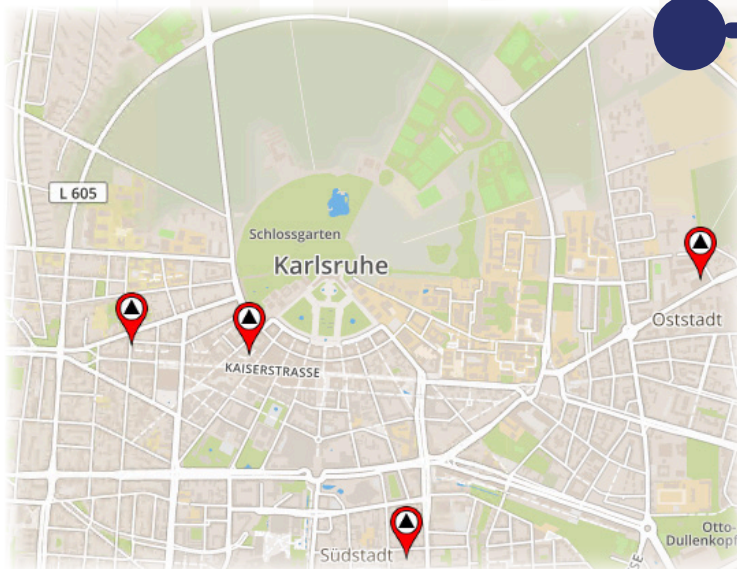 L 605
Schlossgarten
Karlsruhe
Oststadt
KAISERSTRASSE
Otto-
Dullenkopf
Südstadt